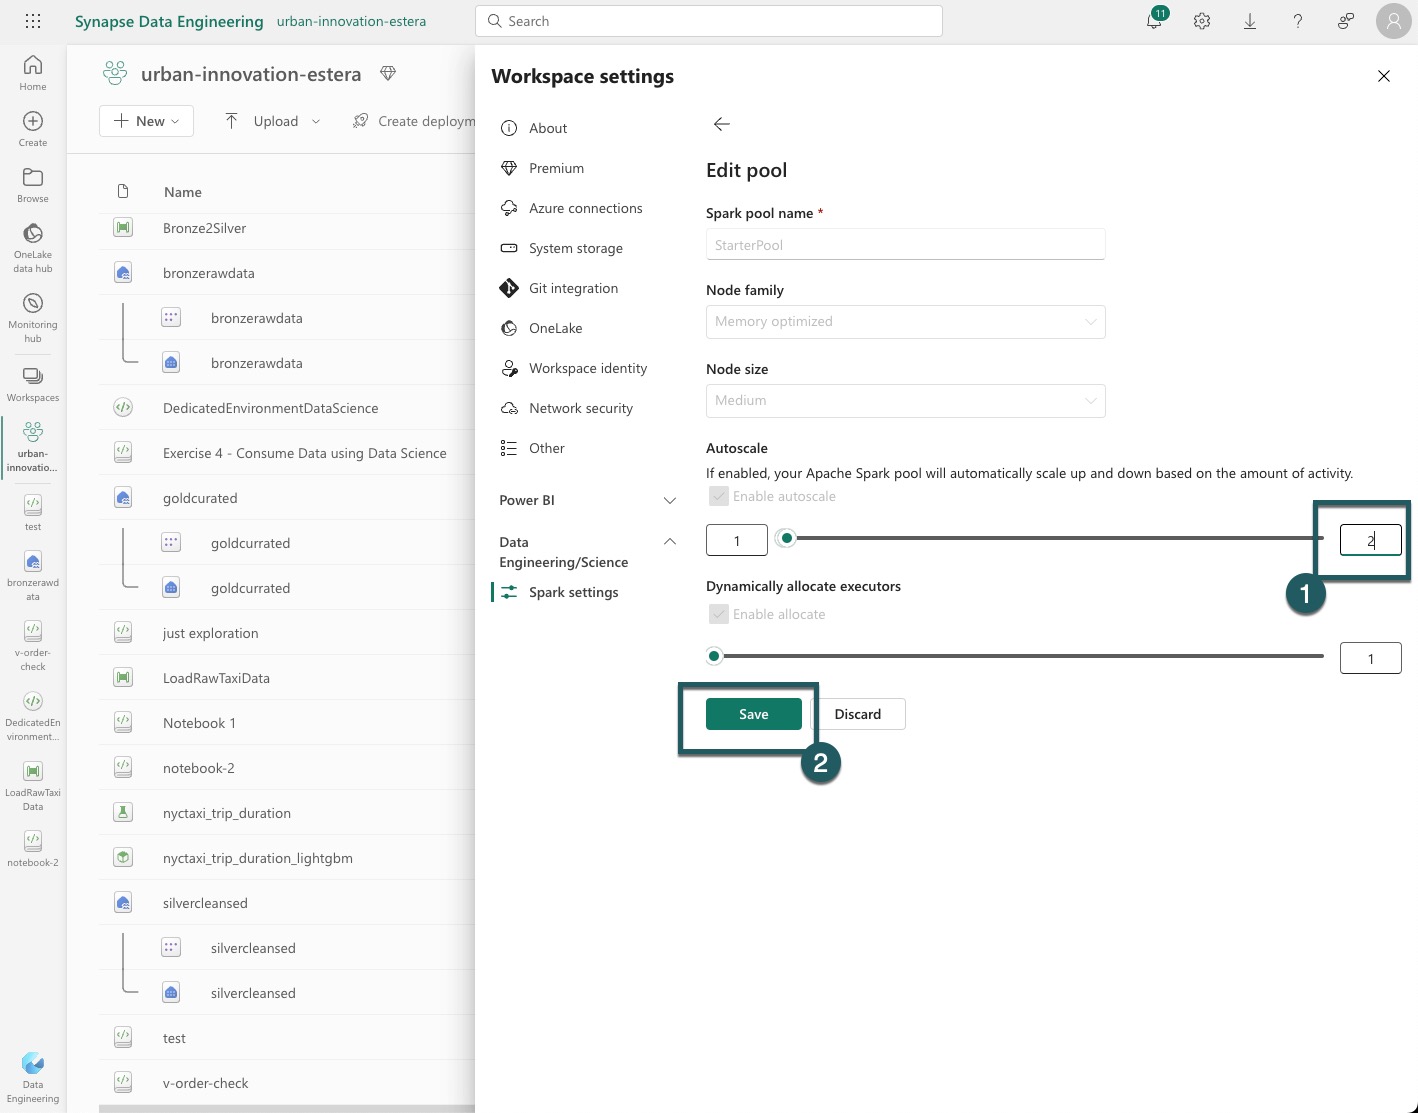 Synapse Data Engineering urban-innovation-estera
Search
11
Home
Create
Browse
OneLake
data hub
Monitoring
hub
Workspaces
urban-
innovatio...
test
bronzerawd
ata
v-order-
check
DedicatedEn
vironment...
LoadRawTaxi
Data
notebook-2
Data
Engineering
urban-innovation-estera
New
Upload
Create deploym
Name
Bronze2Silver
bronzerawdata
bronzerawdata
bronzerawdata
DedicatedEnvironmentDataScience
Exercise 4 - Consume Data using Data Science
goldcurated
goldcurrated
goldcurrated
just exploration
LoadRawTaxiData
Notebook 1
notebook-2
nyctaxi_trip_duration
nyctaxi_trip_duration_lightgbm
silvercleansed
silvercleansed
silvercleansed
test
v-order-check
Workspace settings
About
Premium
Azure connections
System storage
Git integration
OneLake
Workspace identity
Network security
Other
Power BI
Data
Engineering/Science
Spark settings
Edit pool
Spark pool name *
StarterPool
Node family
Memory optimized
Node size
Medium
Autoscale
If enabled, your Apache Spark pool will automatically scale up and down based on the amount of activity.
Enable autoscale
1
2
1
Dynamically allocate executors
Enable allocate
1
Save
Discard
2